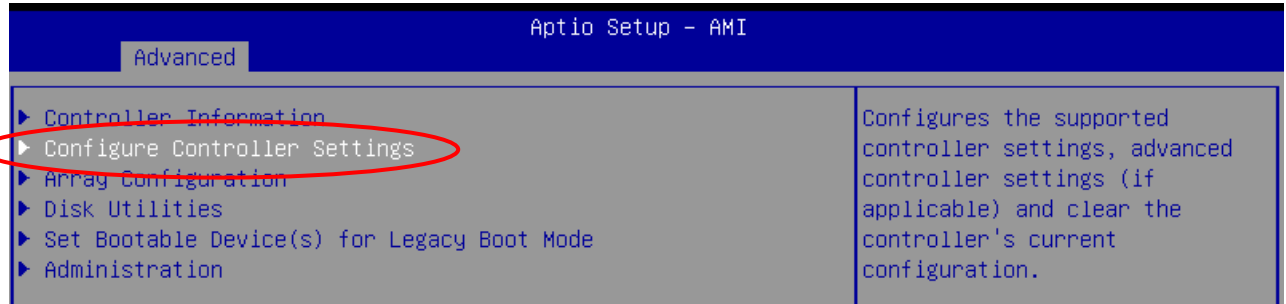 Aptio Setup – AMI
Advanced
Controller Information
Configure Controller Settings
Array Configuration
Disk Utilities
Set Bootable Device(s) for Legacy Boot Mode
Administration
Configures the supported
controller settings, advanced
controller settings (if
applicable) and clear the
controller's current
configuration.